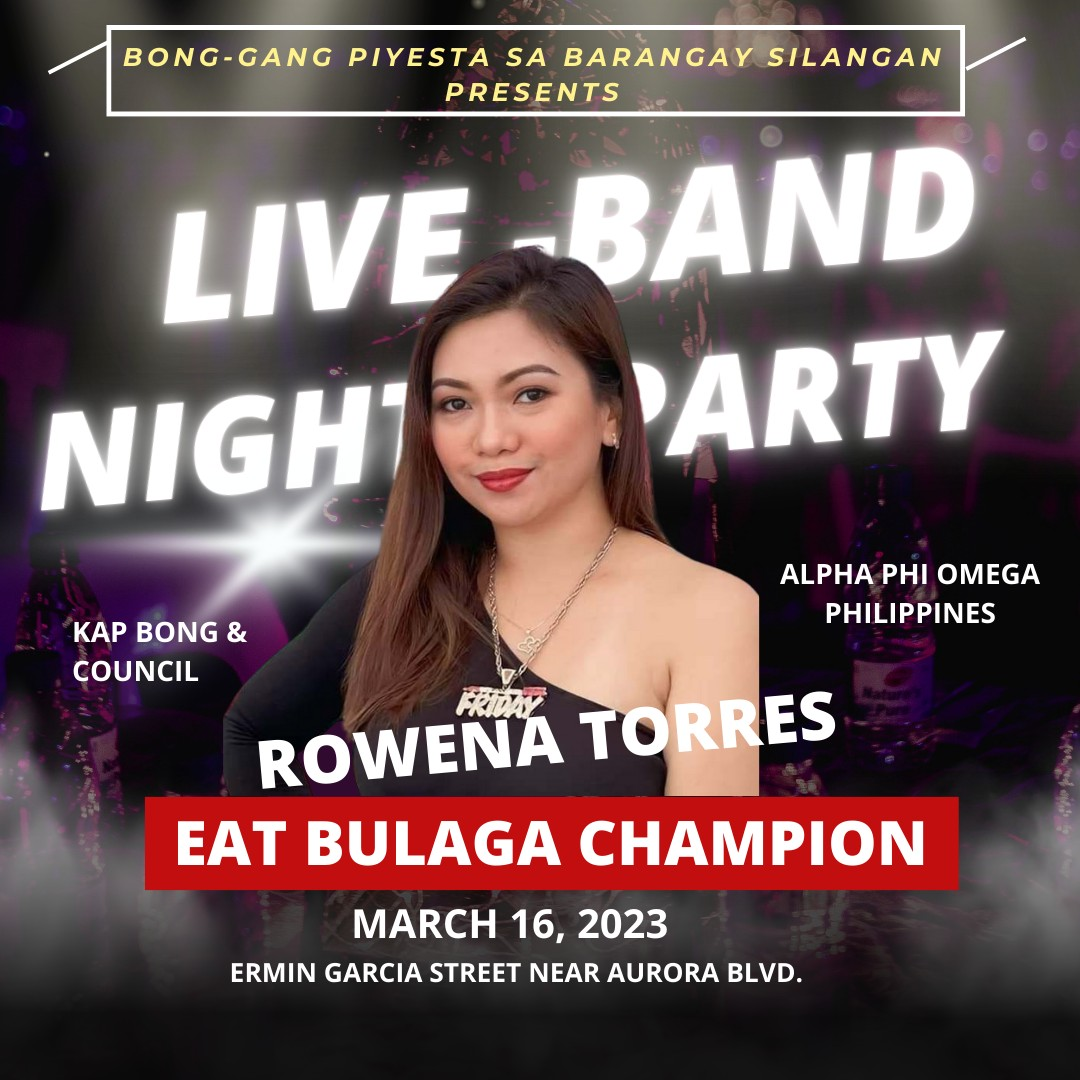 BONG-GANG PIYESTA SA BARANGAY SILANGAN
PRESENTS
LIVE -BAND
NIGHT PARTY
ALPHA PHI OMEGA
PHILIPPINES
KAP BONG &
COUNCIL
FRIDAY
ROWENA TORRES
EAT BULAGA CHAMPION
MARCH 16, 2023
ERMIN GARCIA STREET NEAR AURORA BLVD.